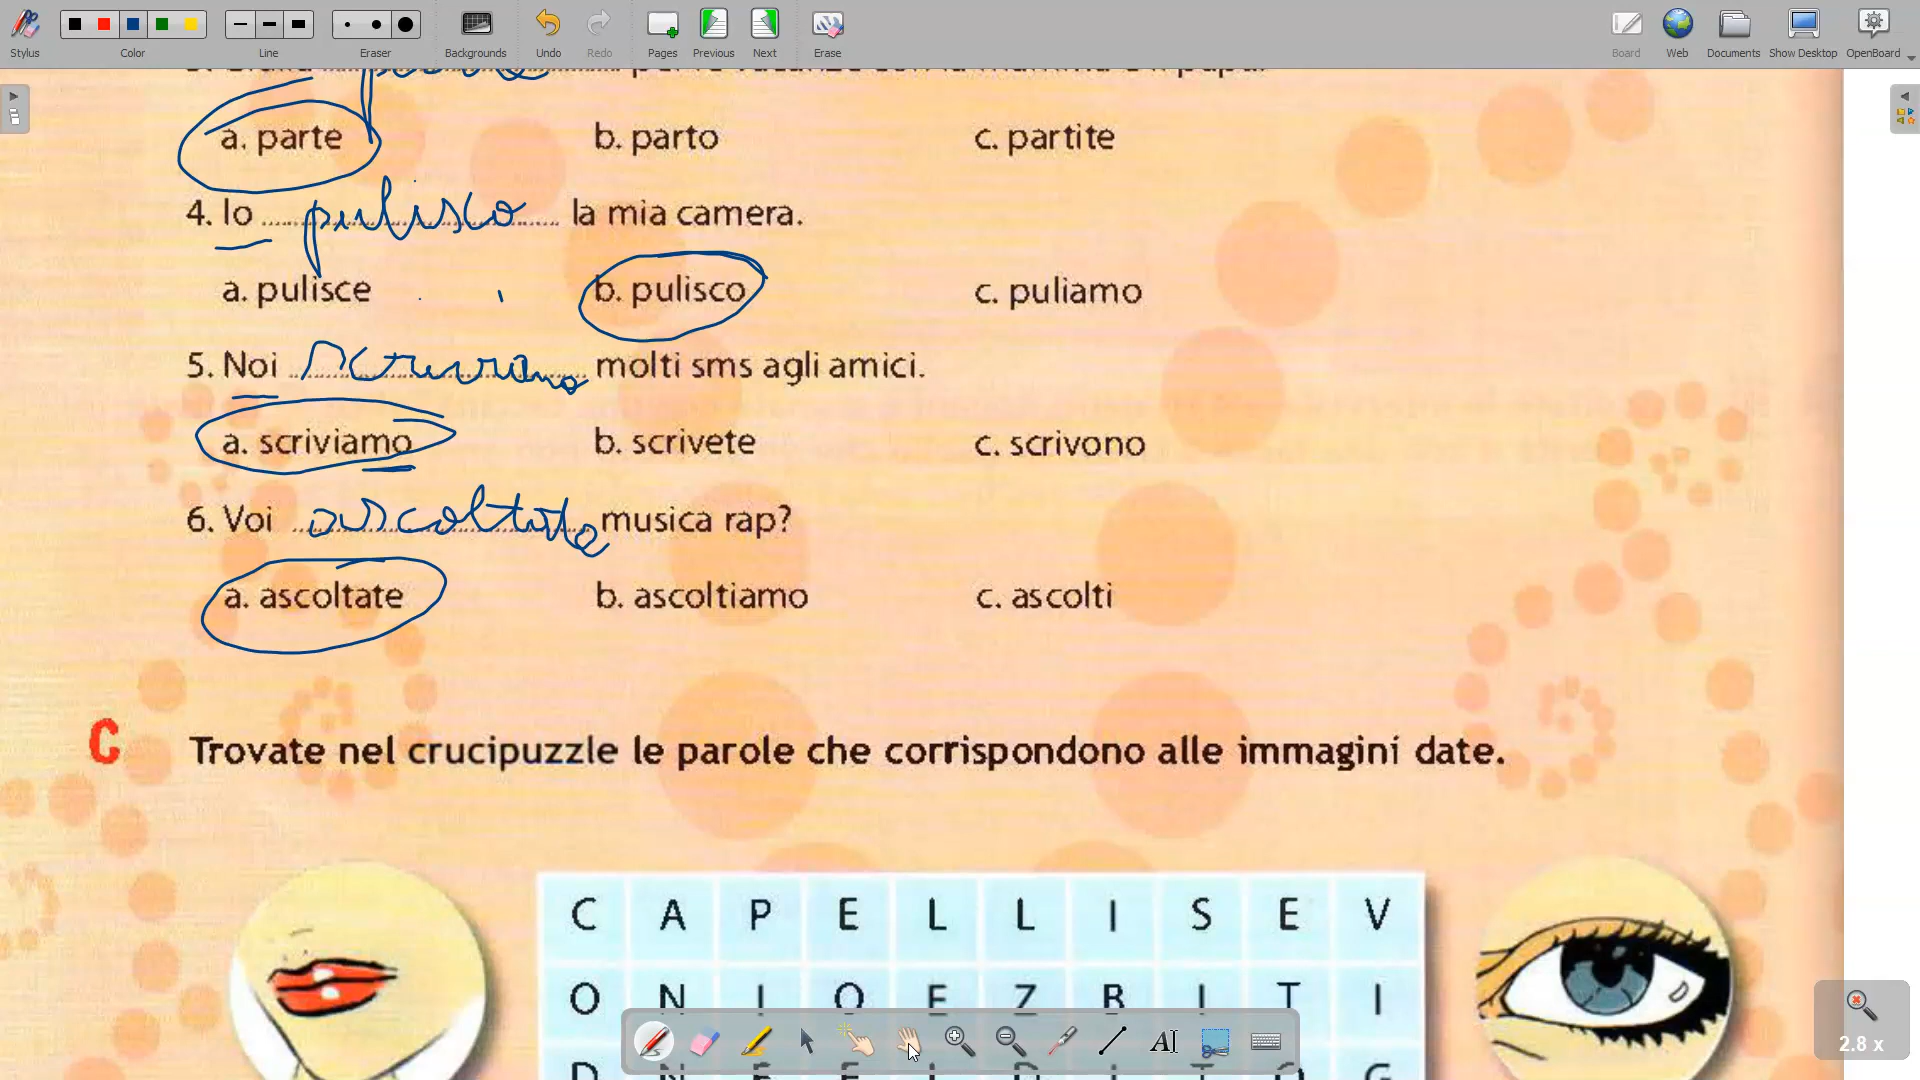 Stylus Color Line Eraser Backgrounds Undo Redo Pages Previous Next Erase Board Web Documents Show Desktop OpenBoard
a. parte b. parto c. partite
4. Io pulisco la mia camera.
a. pulisce b. pulisco c. puliamo
5. Noi scriviamo molti sms agli amici.
a. scriviamo b. scrivete c. scrivono
6. Voi ascoltate musica rap?
a. ascoltate b. ascoltiamo c. ascolti
C Trovate nel crucipuzzle le parole che corrispondono alle immagini date.
C A P E L L I S E V
O N I O E Z B I T I
2.8 x